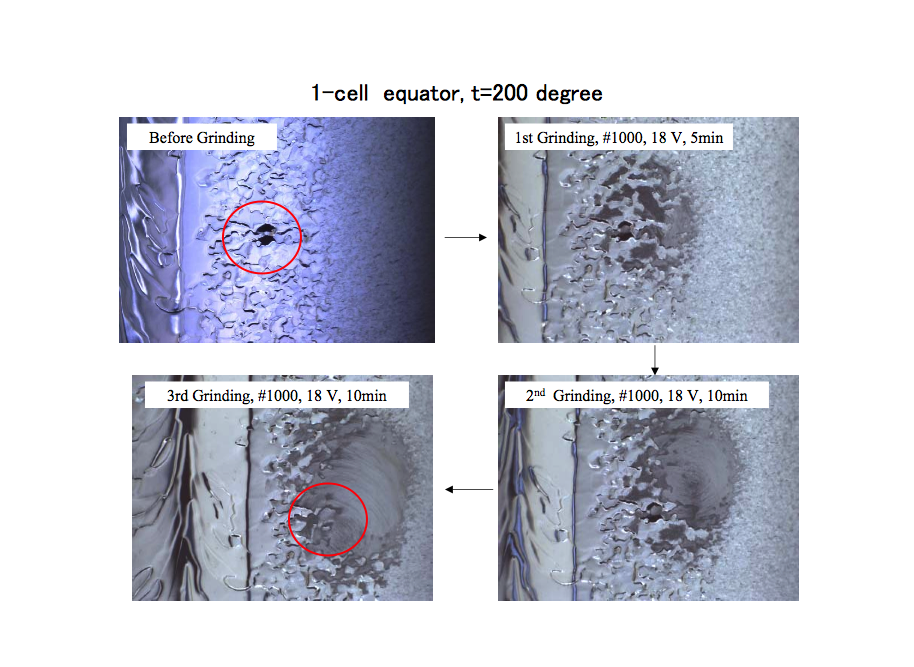 1-cell equator, t=200 degree
Before Grinding
1st Grinding, #1000, 18 V, 5min
3rd Grinding, #1000, 18 V, 10min
2nd Grinding, #1000, 18 V, 10min